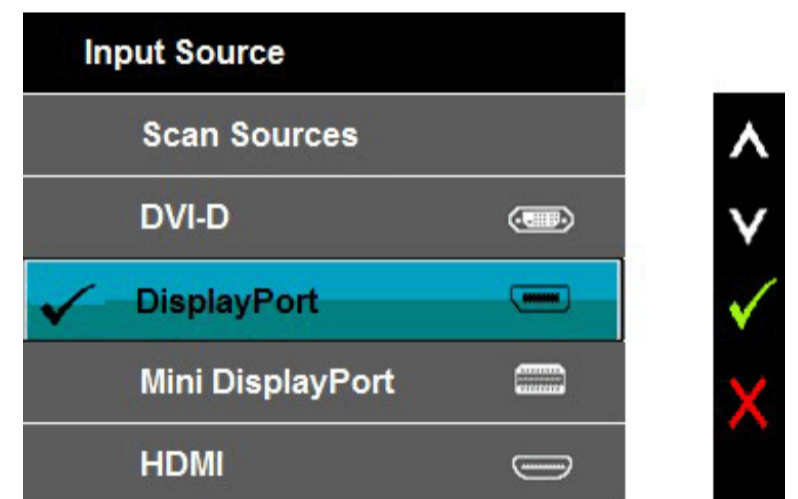 Input Source
Scan Sources
DVI-D
DisplayPort
Mini DisplayPort
HDMI